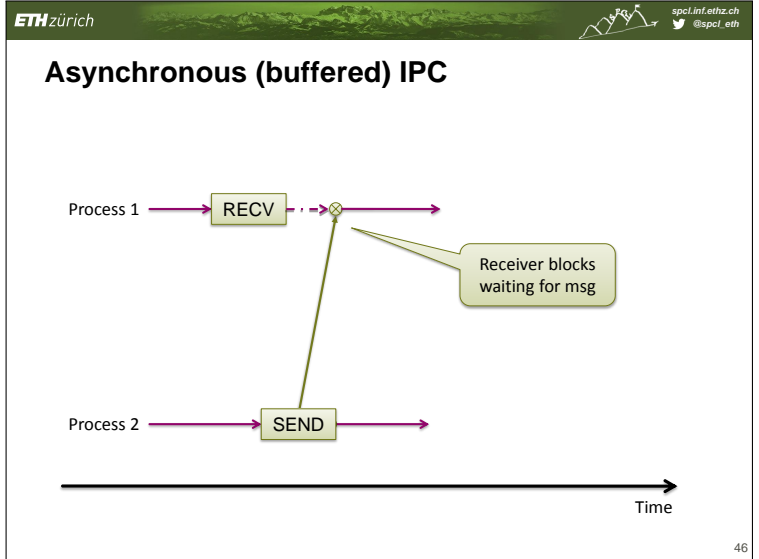 ETH zürich
spcl.inf.ethz.ch
@spcl_eth
Asynchronous (buffered) IPC
Process 1
RECV
Receiver blocks
waiting for msg
Process 2
SEND
Time
46